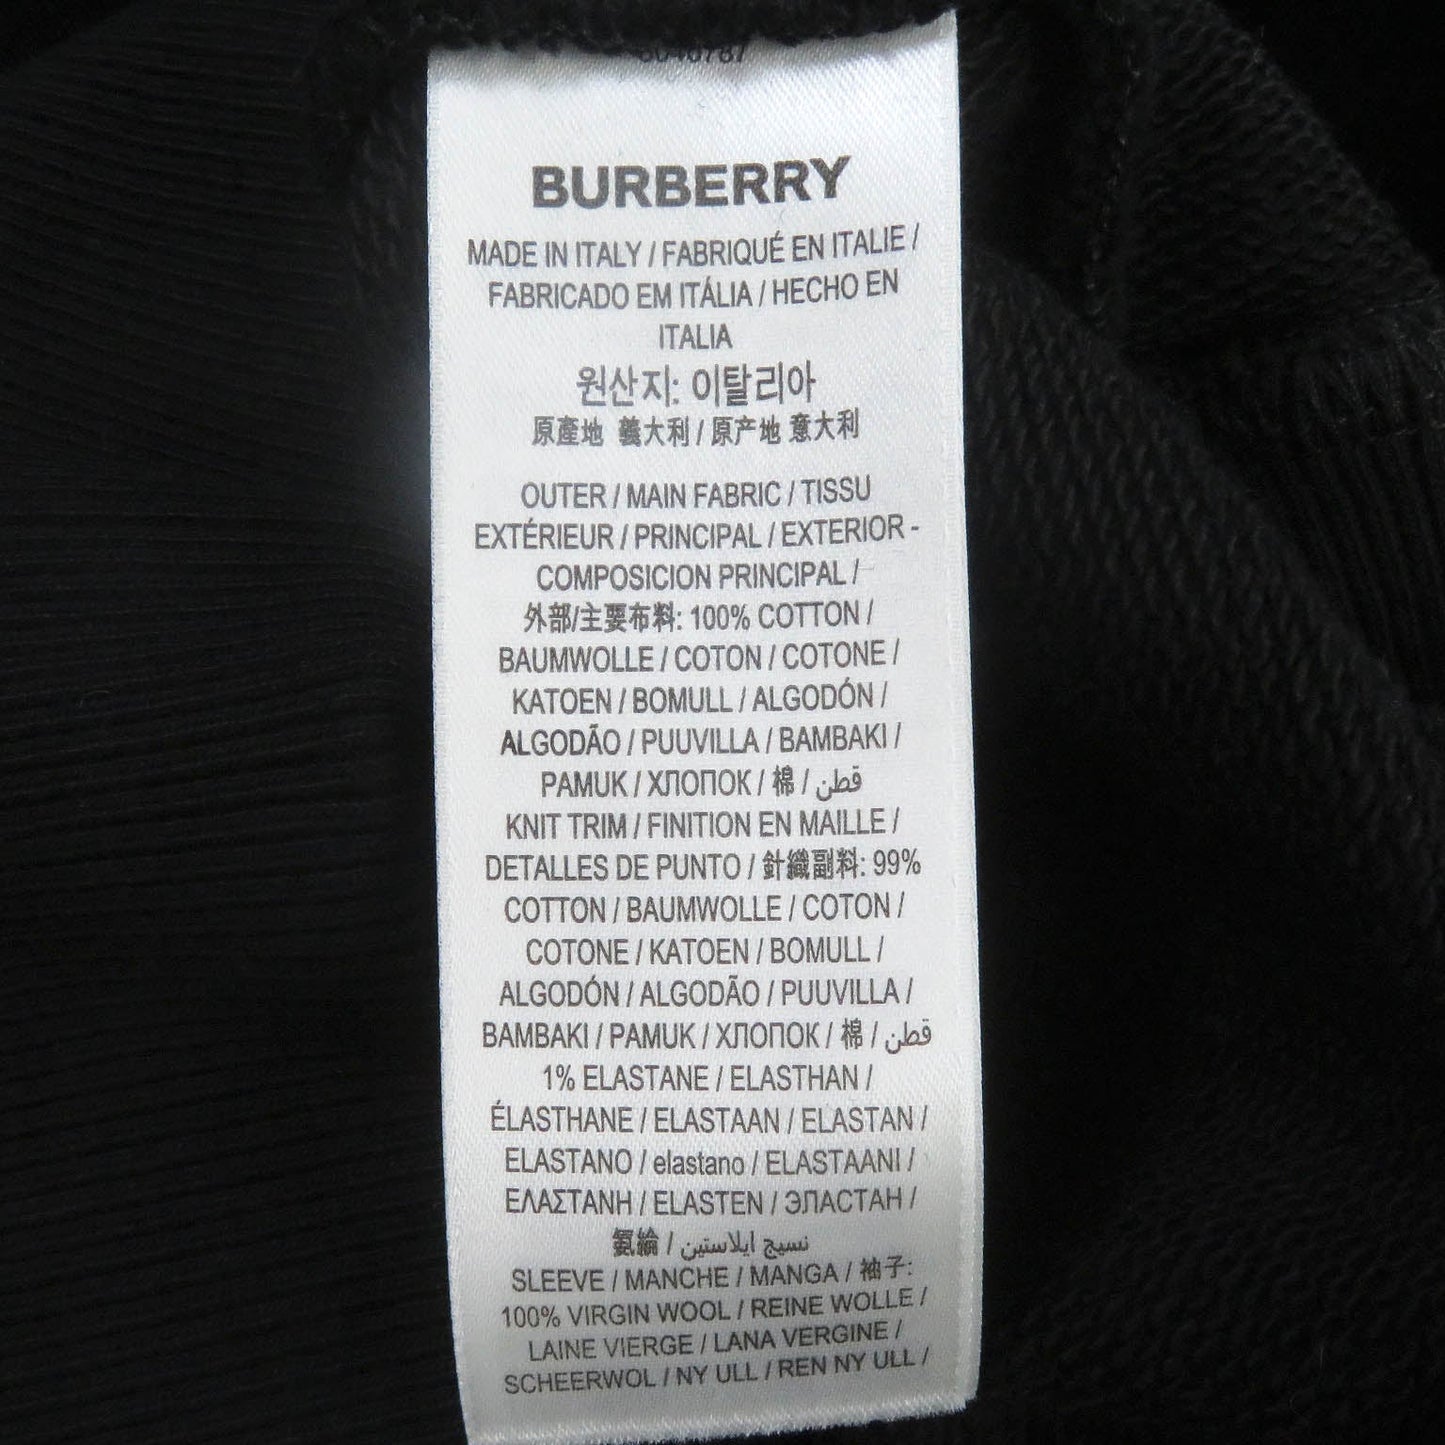 8046787
BURBERRY
MADE IN ITALY / FABRIQUÉ EN ITALIE /
FABRICADO EM ITÁLIA / HECHO EN
ITALIA
원산지: 이탈리아
原產地 義大利 / 原产地 意大利
OUTER / MAIN FABRIC / TISSU
EXTÉRIEUR / PRINCIPAL / EXTERIOR -
COMPOSICION PRINCIPAL /
外部/主要布料: 100% COTTON /
BAUMWOLLE / COTON / COTONE /
KATOEN / BOMULL / ALGODÓN /
ALGODÃO / PUUVILLA / BAMBAKI /
PAMUK / ХЛОПОК / 棉 / قطن
KNIT TRIM / FINITION EN MAILLE /
DETALLES DE PUNTO / 針織副料: 99%
COTTON / BAUMWOLLE / COTON /
COTONE / KATOEN / BOMULL /
ALGODÓN / ALGODÃO / PUUVILLA /
BAMBAKI / PAMUK / ХЛОПОК / 棉 / قطن
1% ELASTANE / ELASTHAN /
ÉLASTHANE / ELASTAAN / ELASTAN /
ELASTANO / elastano / ELASTAANI /
ΕΛΑΣΤΑΝΗ / ELASTEN / ЭЛАСТАН /
氨綸 / نسيج ايلاستين
SLEEVE / MANCHE / MANGA / 袖子:
100% VIRGIN WOOL / REINE WOLLE /
LAINE VIERGE / LANA VERGINE /
SCHEERWOL / NY ULL / REN NY ULL /